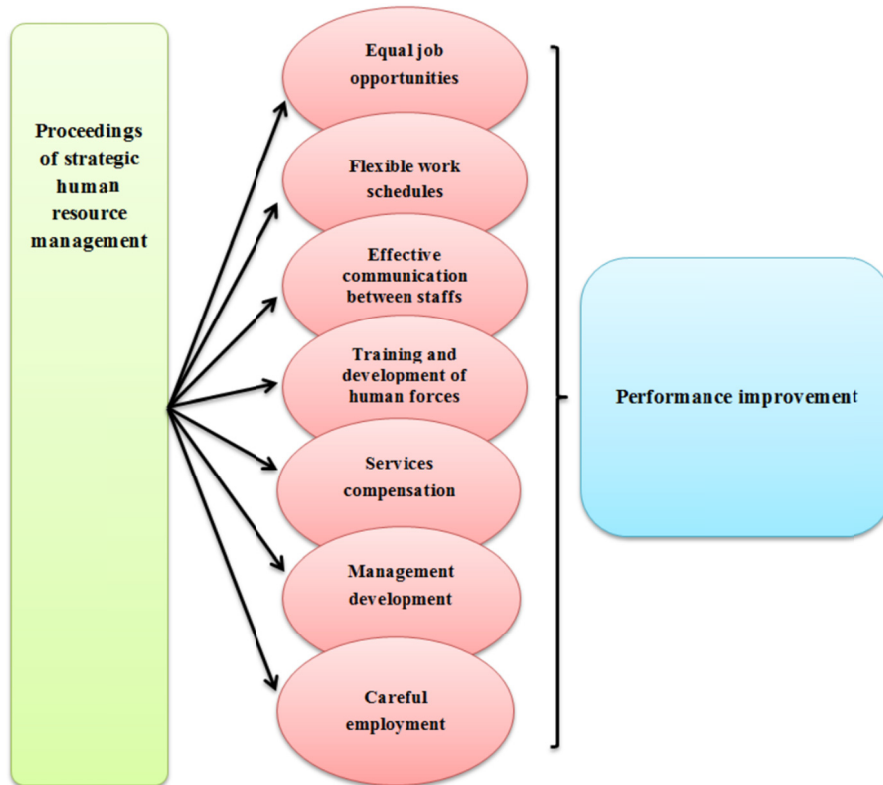 Proceedings
of strategic
human
resource
management
Equal job
opportunities
Flexible work
schedules
Effective
communication
between staffs
Training and
development of
human forces
Services
compensation
Management
development
Careful
employment
Performance improvement